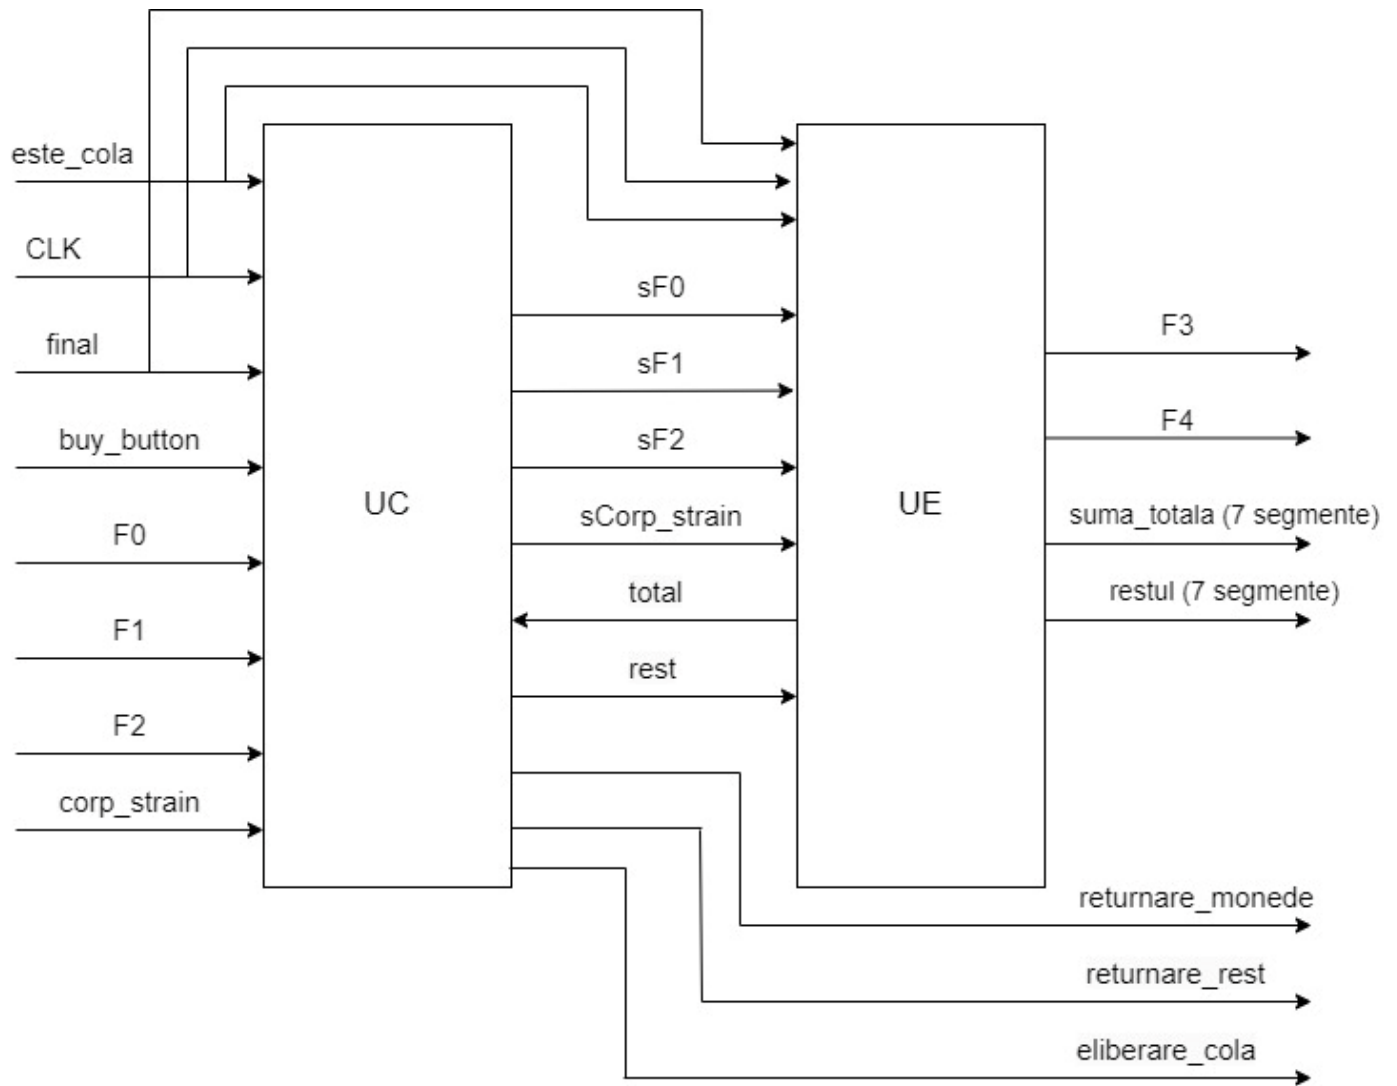 este_cola
CLK
final
buy_button
F0
F1
F2
corp_strain
UC
sF0
sF1
sF2
sCorp_strain
total
rest
UE
F3
F4
suma_totala (7 segmente)
restul (7 segmente)
returnare_monede
returnare_rest
eliberare_cola